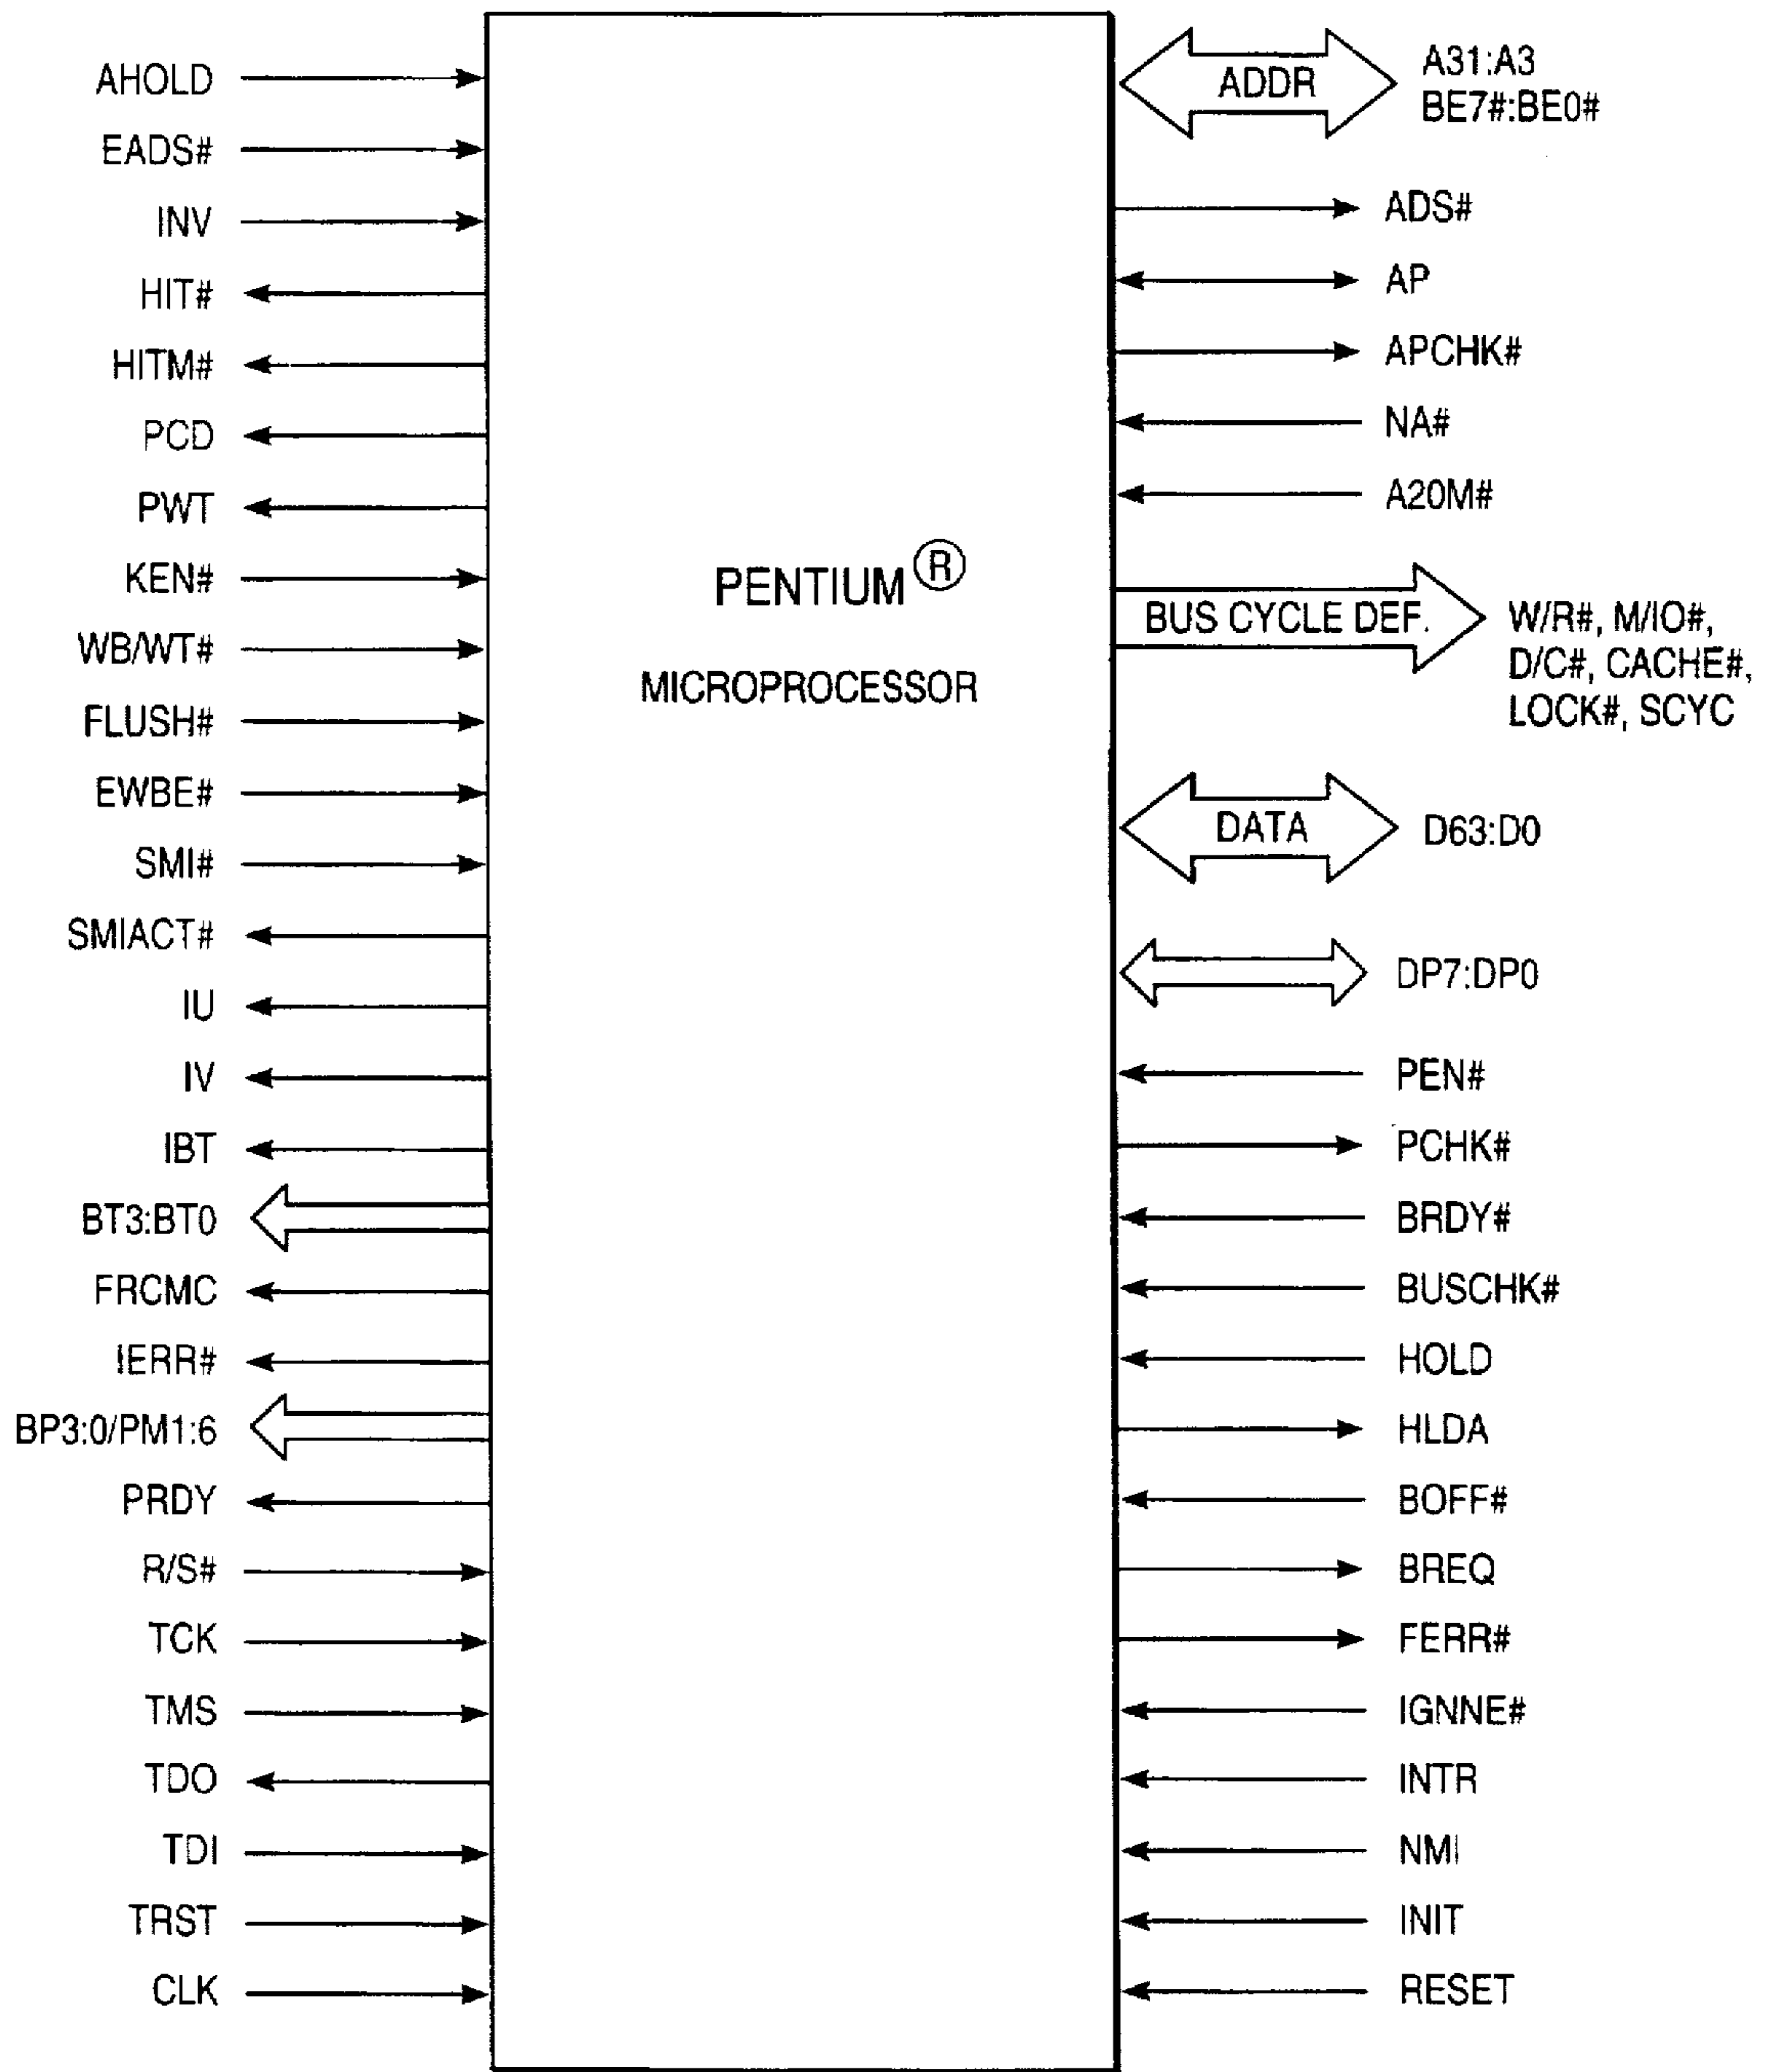 AHOLD
EADS#
INV
HIT#
HITM#
PCD
PWT
KEN#
WB/WT#
FLUSH#
EWBE#
SMI#
SMIACT#
IU
IV
IBT
BT3:BT0
FRCMC
IERR#
BP3:0/PM1:6
PRDY
R/S#
TCK
TMS
TDO
TDI
TRST
CLK
PENTIUM®
MICROPROCESSOR
ADDR
A31:A3
BE7#:BE0#
ADS#
AP
APCHK#
NA#
A20M#
BUS CYCLE DEF.
W/R#, M/IO#,
D/C#, CACHE#,
LOCK#, SCYC
DATA
D63:D0
DP7:DP0
PEN#
PCHK#
BRDY#
BUSCHK#
HOLD
HLDA
BOFF#
BREQ
FERR#
IGNNE#
INTR
NMI
INIT
RESET